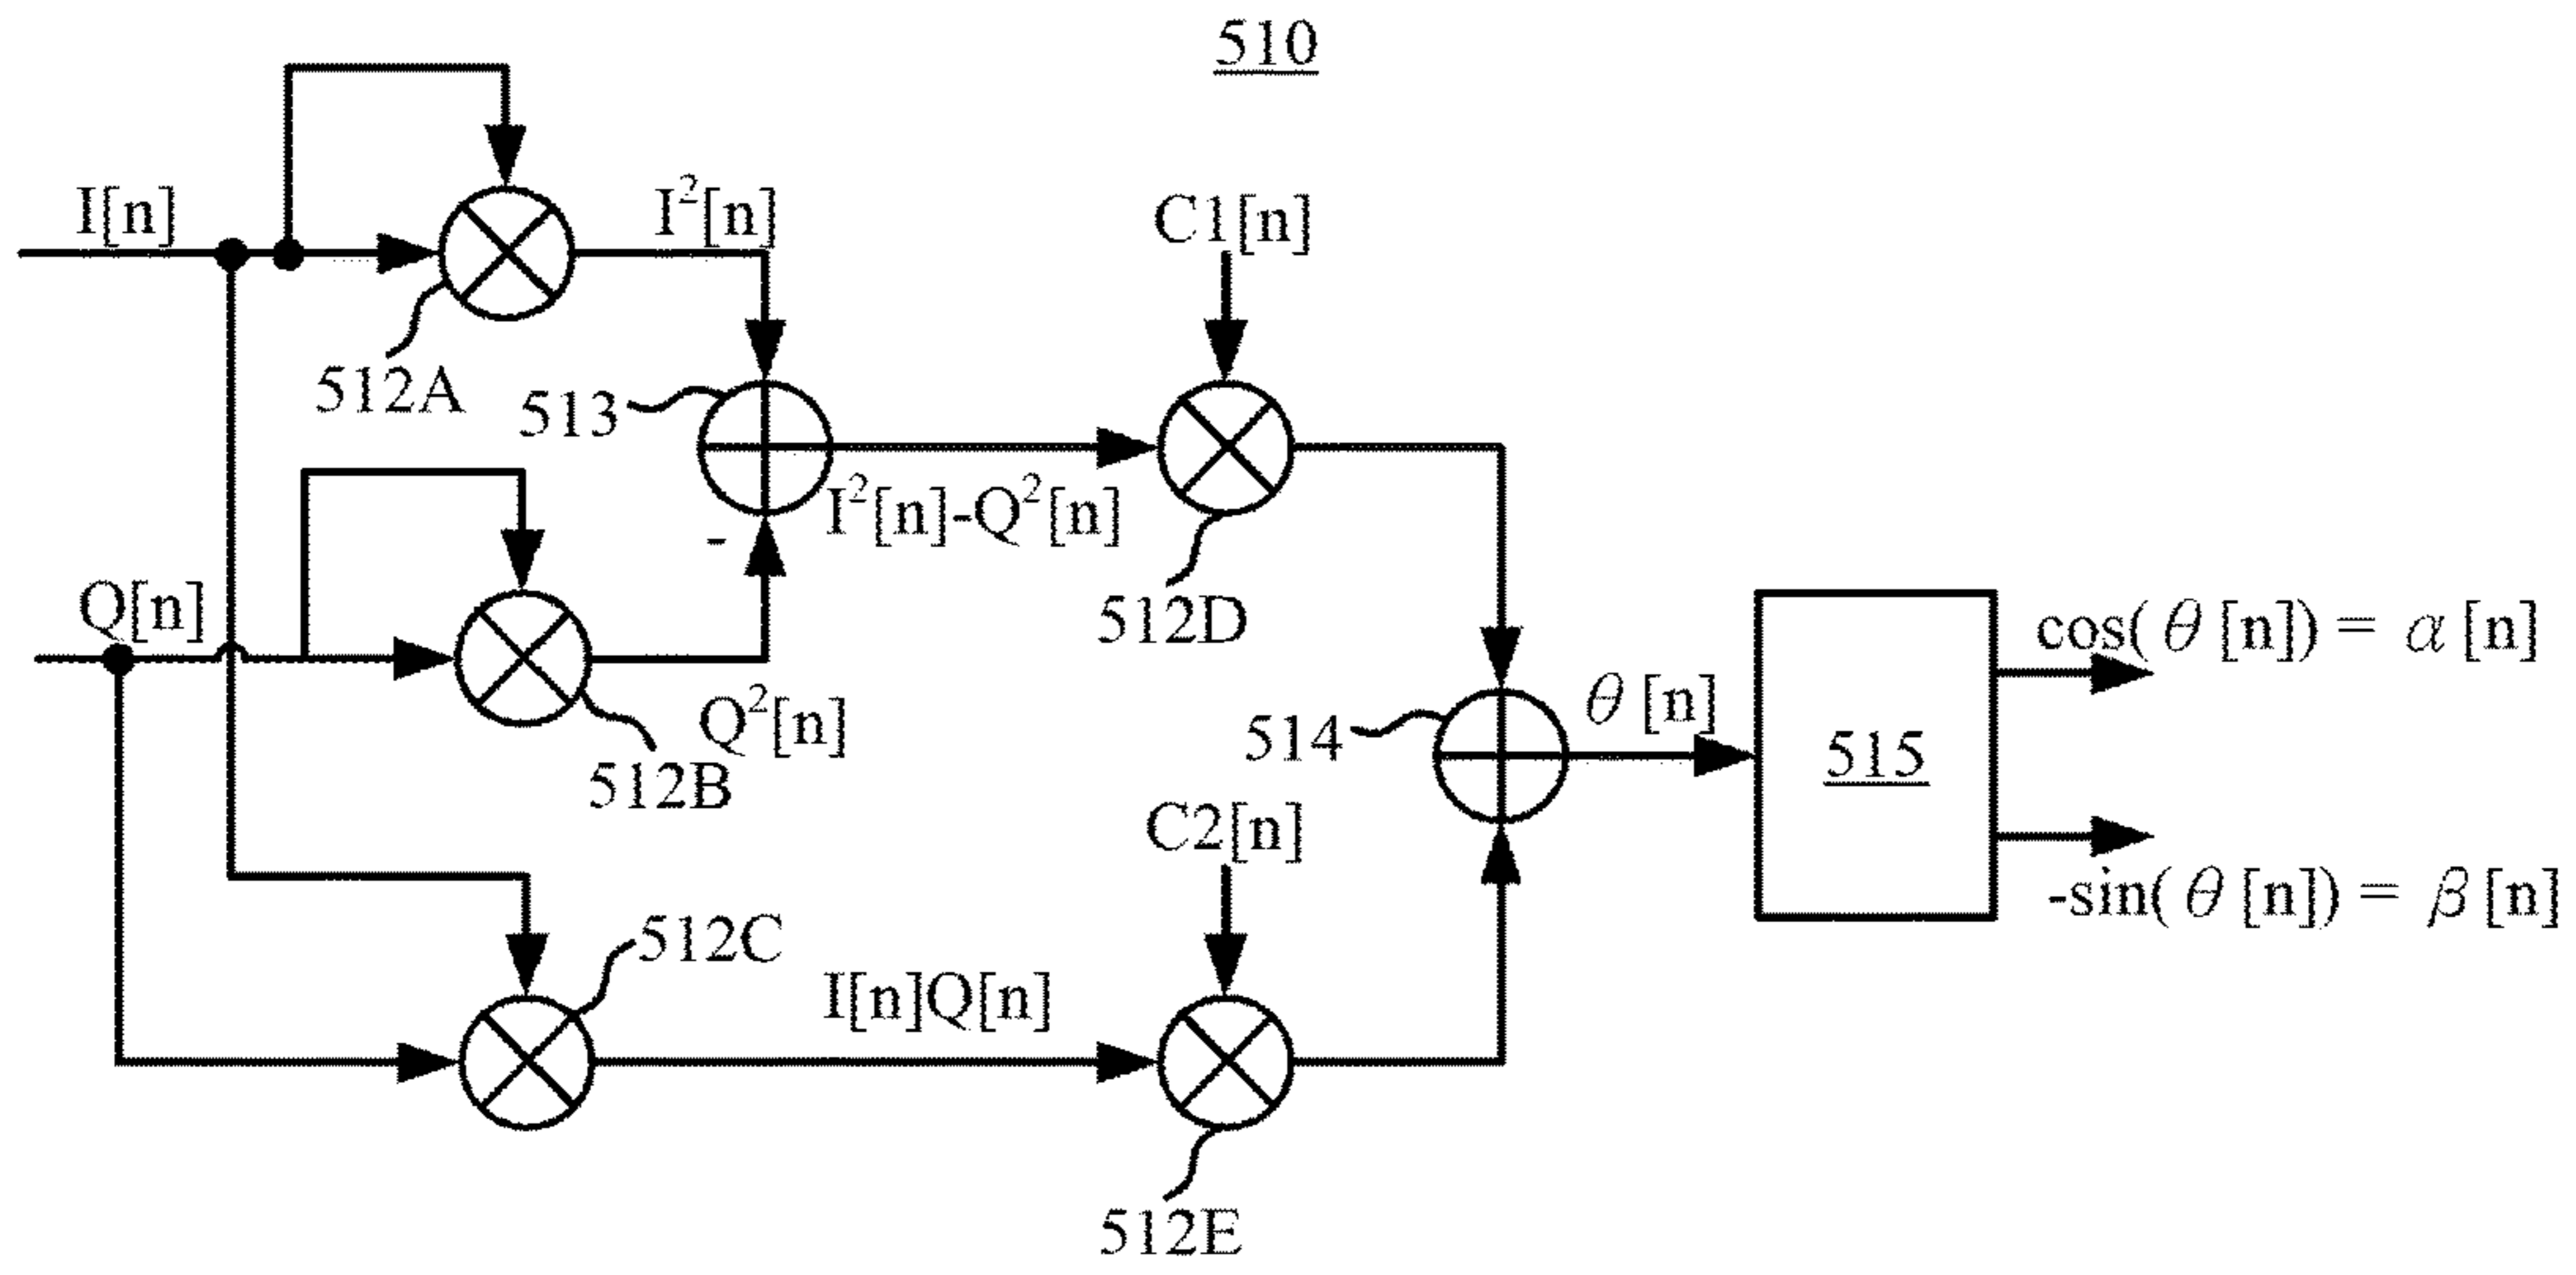 510
I[n]
I²[n]
C1[n]
512A
513
I²[n]-Q²[n]
-
Q[n]
512D
cos( θ [n]) = α [n]
Q²[n]
θ [n]
514
515
512B
C2[n]
-sin( θ [n]) = β [n]
512C
I[n]Q[n]
512E